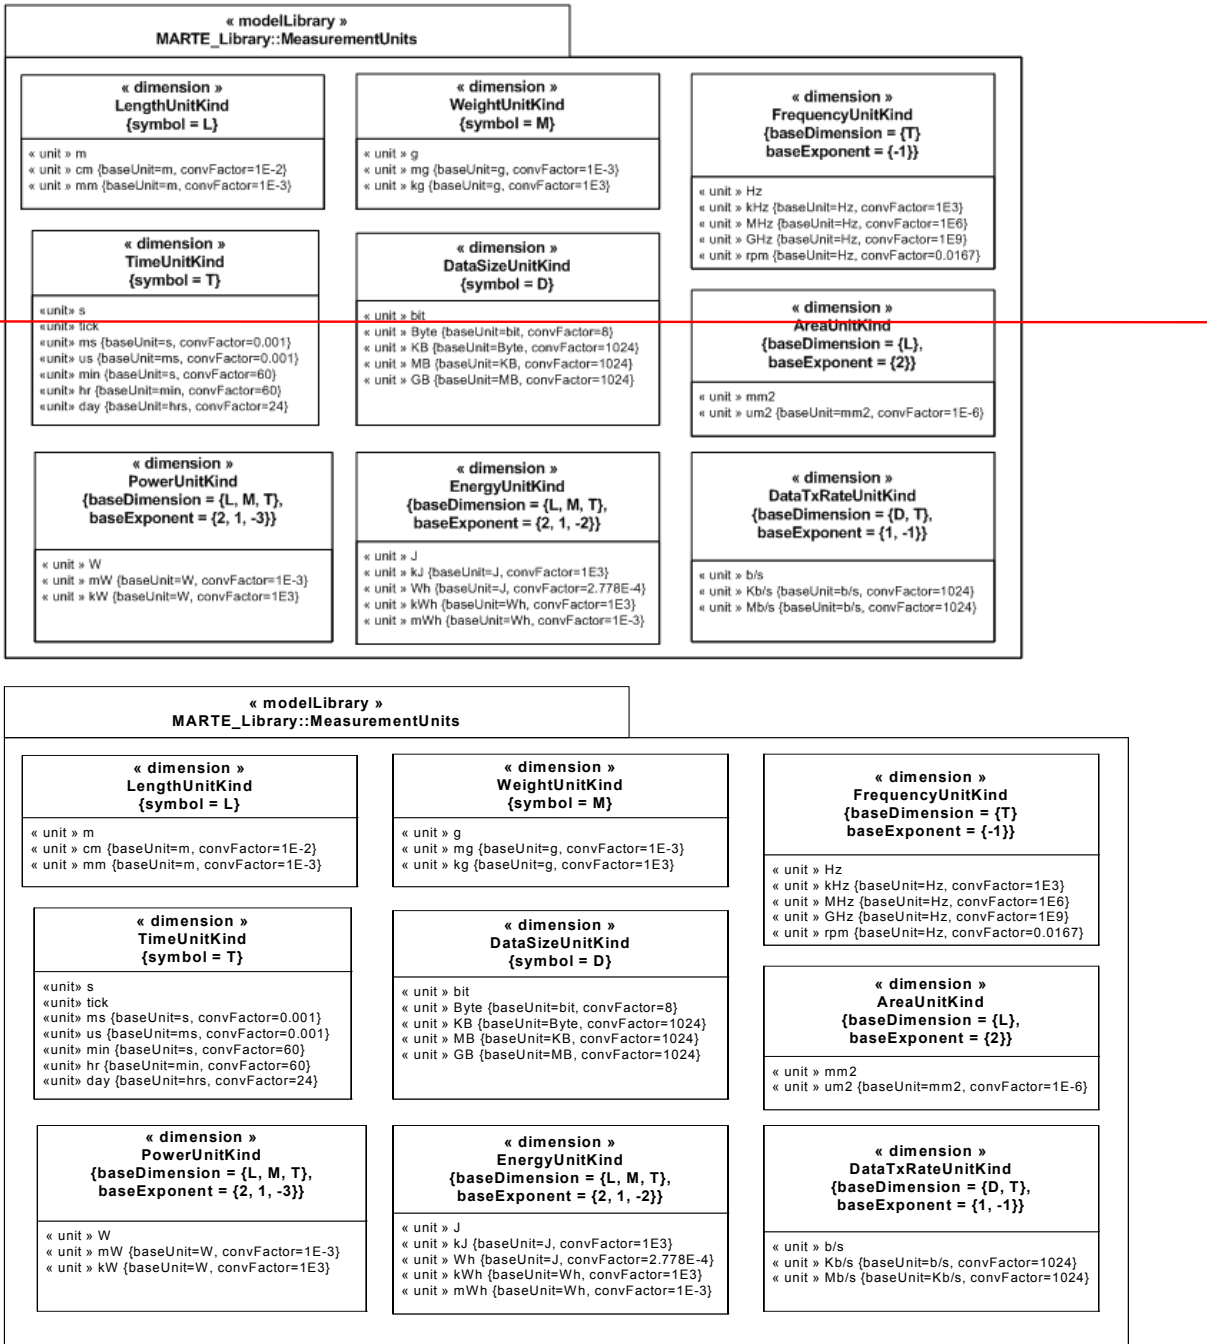 « modelLibrary »
MARTE_Library::MeasurementUnits
« dimension »
LengthUnitKind
{symbol = L}
« unit » m
« unit » cm {baseUnit=m, convFactor=1E-2}
« unit » mm {baseUnit=m, convFactor=1E-3}
« dimension »
WeightUnitKind
{symbol = M}
« unit » g
« unit » mg {baseUnit=g, convFactor=1E-3}
« unit » kg {baseUnit=g, convFactor=1E3}
« dimension »
FrequencyUnitKind
{baseDimension = {T}
baseExponent = {-1}}
« unit » Hz
« unit » kHz {baseUnit=Hz, convFactor=1E3}
« unit » MHz {baseUnit=Hz, convFactor=1E6}
« unit » GHz {baseUnit=Hz, convFactor=1E9}
« unit » rpm {baseUnit=Hz, convFactor=0.0167}
« dimension »
TimeUnitKind
{symbol = T}
«unit» s
«unit» tick
«unit» ms {baseUnit=s, convFactor=0.001}
«unit» us {baseUnit=ms, convFactor=0.001}
«unit» min {baseUnit=s, convFactor=60}
«unit» hr {baseUnit=min, convFactor=60}
«unit» day {baseUnit=hrs, convFactor=24}
« dimension »
DataSizeUnitKind
{symbol = D}
« unit » bit
« unit » Byte {baseUnit=bit, convFactor=8}
« unit » KB {baseUnit=Byte, convFactor=1024}
« unit » MB {baseUnit=KB, convFactor=1024}
« unit » GB {baseUnit=MB, convFactor=1024}
« dimension »
AreaUnitKind
{baseDimension = {L},
baseExponent = {2}}
« unit » mm2
« unit » um2 {baseUnit=mm2, convFactor=1E-6}
« dimension »
PowerUnitKind
{baseDimension = {L, M, T},
baseExponent = {2, 1, -3}}
« unit » W
« unit » mW {baseUnit=W, convFactor=1E-3}
« unit » kW {baseUnit=W, convFactor=1E3}
« dimension »
EnergyUnitKind
{baseDimension = {L, M, T},
baseExponent = {2, 1, -2}}
« unit » J
« unit » kJ {baseUnit=J, convFactor=1E3}
« unit » Wh {baseUnit=J, convFactor=2.778E-4}
« unit » kWh {baseUnit=Wh, convFactor=1E3}
« unit » mWh {baseUnit=Wh, convFactor=1E-3}
« dimension »
DataTxRateUnitKind
{baseDimension = {D, T},
baseExponent = {1, -1}}
« unit » b/s
« unit » Kb/s {baseUnit=b/s, convFactor=1024}
« unit » Mb/s {baseUnit=b/s, convFactor=1024}
« modelLibrary »
MARTE_Library::MeasurementUnits
« dimension »
LengthUnitKind
{symbol = L}
« unit » m
« unit » cm {baseUnit=m, convFactor=1E-2}
« unit » mm {baseUnit=m, convFactor=1E-3}
« dimension »
WeightUnitKind
{symbol = M}
« unit » g
« unit » mg {baseUnit=g, convFactor=1E-3}
« unit » kg {baseUnit=g, convFactor=1E3}
« dimension »
FrequencyUnitKind
{baseDimension = {T}
baseExponent = {-1}}
« unit » Hz
« unit » kHz {baseUnit=Hz, convFactor=1E3}
« unit » MHz {baseUnit=Hz, convFactor=1E6}
« unit » GHz {baseUnit=Hz, convFactor=1E9}
« unit » rpm {baseUnit=Hz, convFactor=0.0167}
« dimension »
TimeUnitKind
{symbol = T}
«unit» s
«unit» tick
«unit» ms {baseUnit=s, convFactor=0.001}
«unit» us {baseUnit=ms, convFactor=0.001}
«unit» min {baseUnit=s, convFactor=60}
«unit» hr {baseUnit=min, convFactor=60}
«unit» day {baseUnit=hrs, convFactor=24}
« dimension »
DataSizeUnitKind
{symbol = D}
« unit » bit
« unit » Byte {baseUnit=bit, convFactor=8}
« unit » KB {baseUnit=Byte, convFactor=1024}
« unit » MB {baseUnit=KB, convFactor=1024}
« unit » GB {baseUnit=MB, convFactor=1024}
« dimension »
AreaUnitKind
{baseDimension = {L},
baseExponent = {2}}
« unit » mm2
« unit » um2 {baseUnit=mm2, convFactor=1E-6}
« dimension »
PowerUnitKind
{baseDimension = {L, M, T},
baseExponent = {2, 1, -3}}
« unit » W
« unit » mW {baseUnit=W, convFactor=1E-3}
« unit » kW {baseUnit=W, convFactor=1E3}
« dimension »
EnergyUnitKind
{baseDimension = {L, M, T},
baseExponent = {2, 1, -2}}
« unit » J
« unit » kJ {baseUnit=J, convFactor=1E3}
« unit » Wh {baseUnit=J, convFactor=2.778E-4}
« unit » kWh {baseUnit=Wh, convFactor=1E3}
« unit » mWh {baseUnit=Wh, convFactor=1E-3}
« dimension »
DataTxRateUnitKind
{baseDimension = {D, T},
baseExponent = {1, -1}}
« unit » b/s
« unit » Kb/s {baseUnit=b/s, convFactor=1024}
« unit » Mb/s {baseUnit=Kb/s, convFactor=1024}